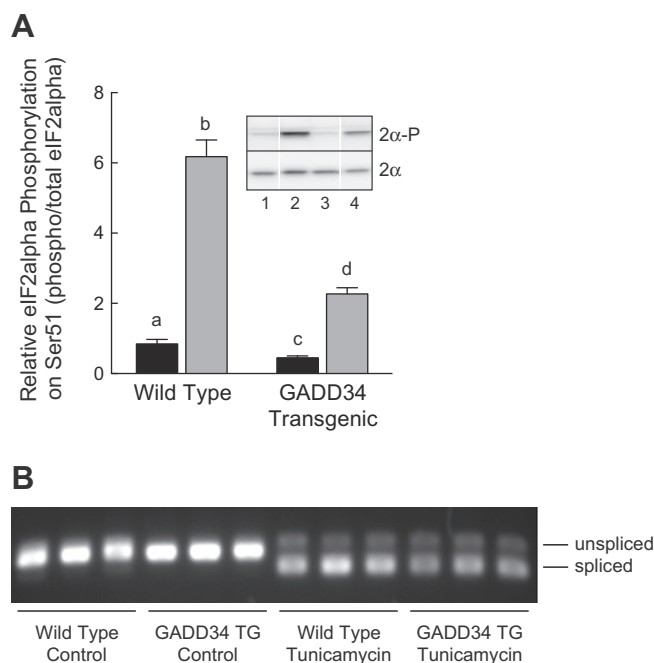 A
Relative eIF2alpha Phosphorylation
on Ser51 (phospho/total eIF2alpha)
8
6
4
2
0
a
b
c
d
2α-P
2α
1 2 3 4
Wild Type
GADD34
Transgenic
B
unspliced
spliced
Wild Type
Control
GADD34 TG
Control
Wild Type
Tunicamycin
GADD34 TG
Tunicamycin